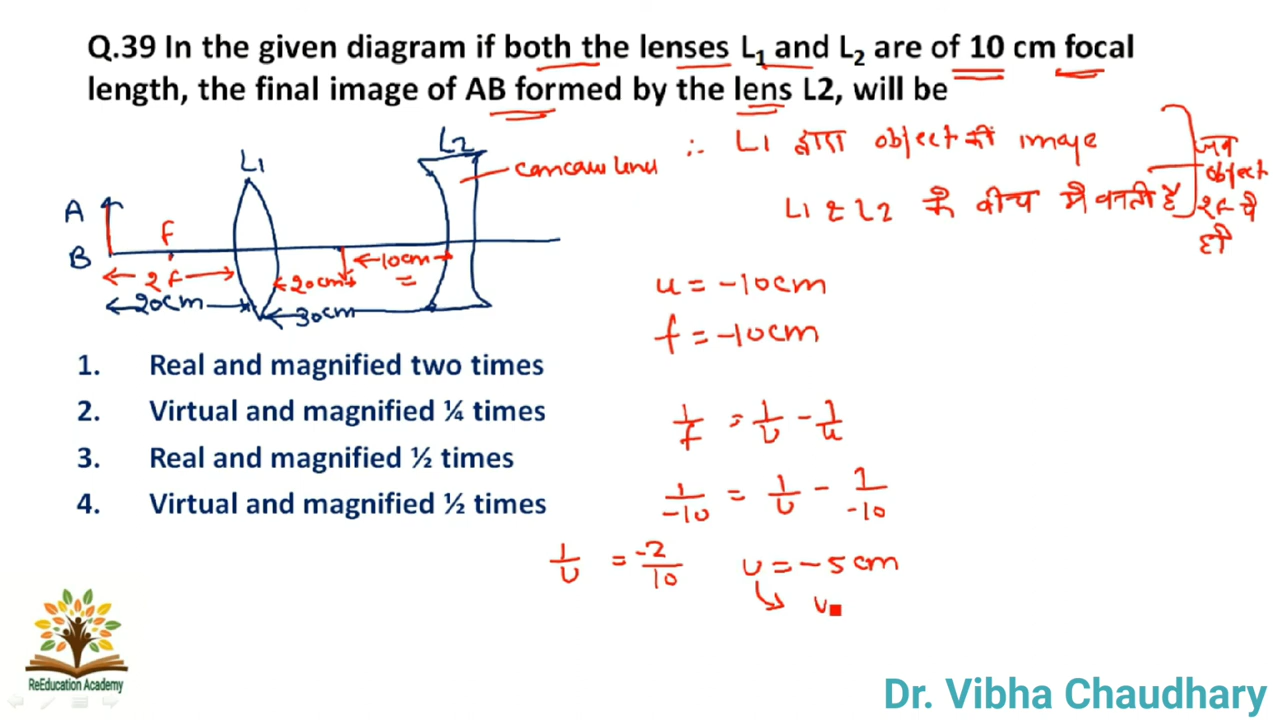 Q.39 In the given diagram if both the lenses L1 and L2 are of 10 cm focal
length, the final image of AB formed by the lens L2, will be
∴ L1 द्वारा object की image
L1 व L2 के बीच में बनती है
जब
object
2f पे
हो
L1
L2
concave lens
A
B
f
2f
20cm
20cm
10cm
=
30cm
u = -10cm
f = -10cm
1. Real and magnified two times
2. Virtual and magnified ¼ times
3. Real and magnified ½ times
4. Virtual and magnified ½ times
1/f = 1/v - 1/u
1/-10 = 1/v - 1/-10
1/v = -2/10 v = -5cm
v
ReEducation Academy
Dr. Vibha Chaudhary